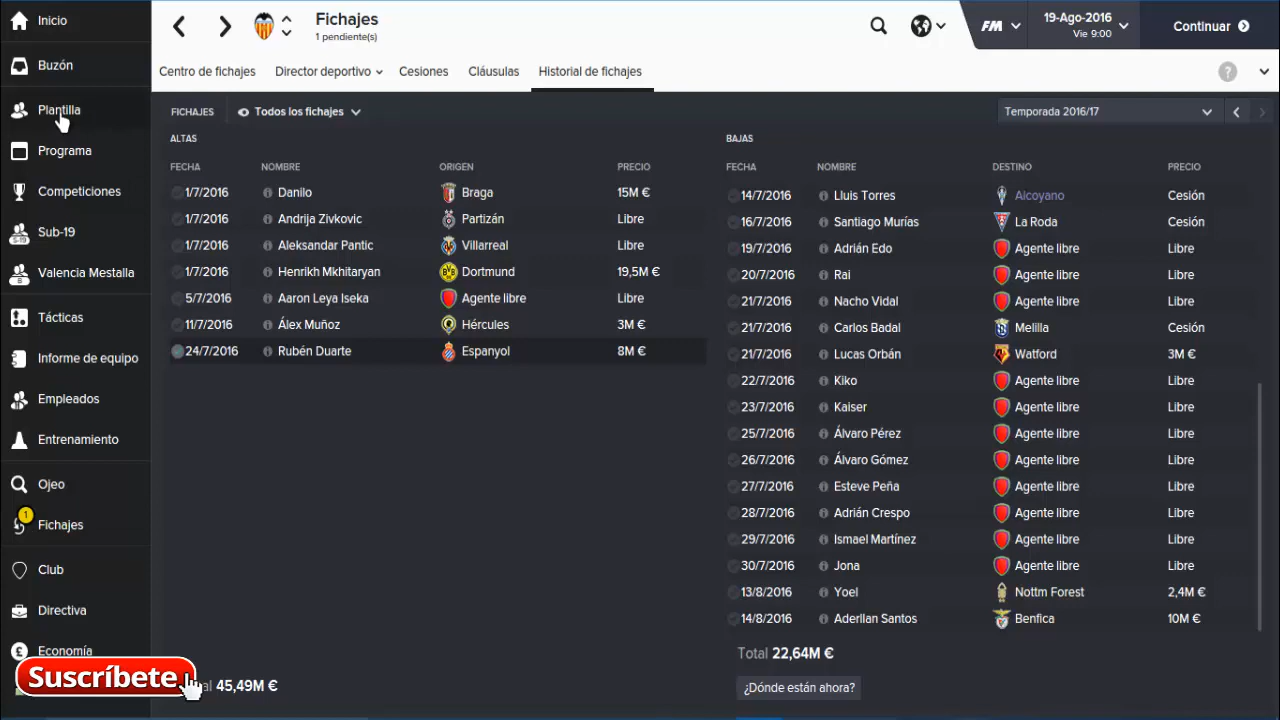 Inicio
Buzón
Plantilla
Programa
Competiciones
Sub-19
Valencia Mestalla
Tácticas
Informe de equipo
Empleados
Entrenamiento
Ojeo
1
Fichajes
Club
Directiva
Economía
Suscríbete
Fichajes
1 pendiente(s)
FM
19-Ago-2016
Vie 9:00
Continuar
Centro de fichajes Director deportivo Cesiones Cláusulas Historial de fichajes ?
FICHAJES Todos los fichajes Temporada 2016/17
ALTAS
FECHA NOMBRE ORIGEN PRECIO
1/7/2016 Danilo Braga 15M €
1/7/2016 Andrija Zivkovic Partizán Libre
1/7/2016 Aleksandar Pantic Villarreal Libre
1/7/2016 Henrikh Mkhitaryan Dortmund 19,5M €
5/7/2016 Aaron Leya Iseka Agente libre Libre
11/7/2016 Álex Muñoz Hércules 3M €
24/7/2016 Rubén Duarte Espanyol 8M €
45,49M €
BAJAS
FECHA NOMBRE DESTINO PRECIO
14/7/2016 Lluis Torres Alcoyano Cesión
16/7/2016 Santiago Murías La Roda Cesión
19/7/2016 Adrián Edo Agente libre Libre
20/7/2016 Rai Agente libre Libre
21/7/2016 Nacho Vidal Agente libre Libre
21/7/2016 Carlos Badal Melilla Cesión
21/7/2016 Lucas Orbán Watford 3M €
22/7/2016 Kiko Agente libre Libre
23/7/2016 Kaiser Agente libre Libre
25/7/2016 Álvaro Pérez Agente libre Libre
26/7/2016 Álvaro Gómez Agente libre Libre
27/7/2016 Esteve Peña Agente libre Libre
28/7/2016 Adrián Crespo Agente libre Libre
29/7/2016 Ismael Martínez Agente libre Libre
30/7/2016 Jona Agente libre Libre
13/8/2016 Yoel Nottm Forest 2,4M €
14/8/2016 Aderllan Santos Benfica 10M €
Total 22,64M €
¿Dónde están ahora?